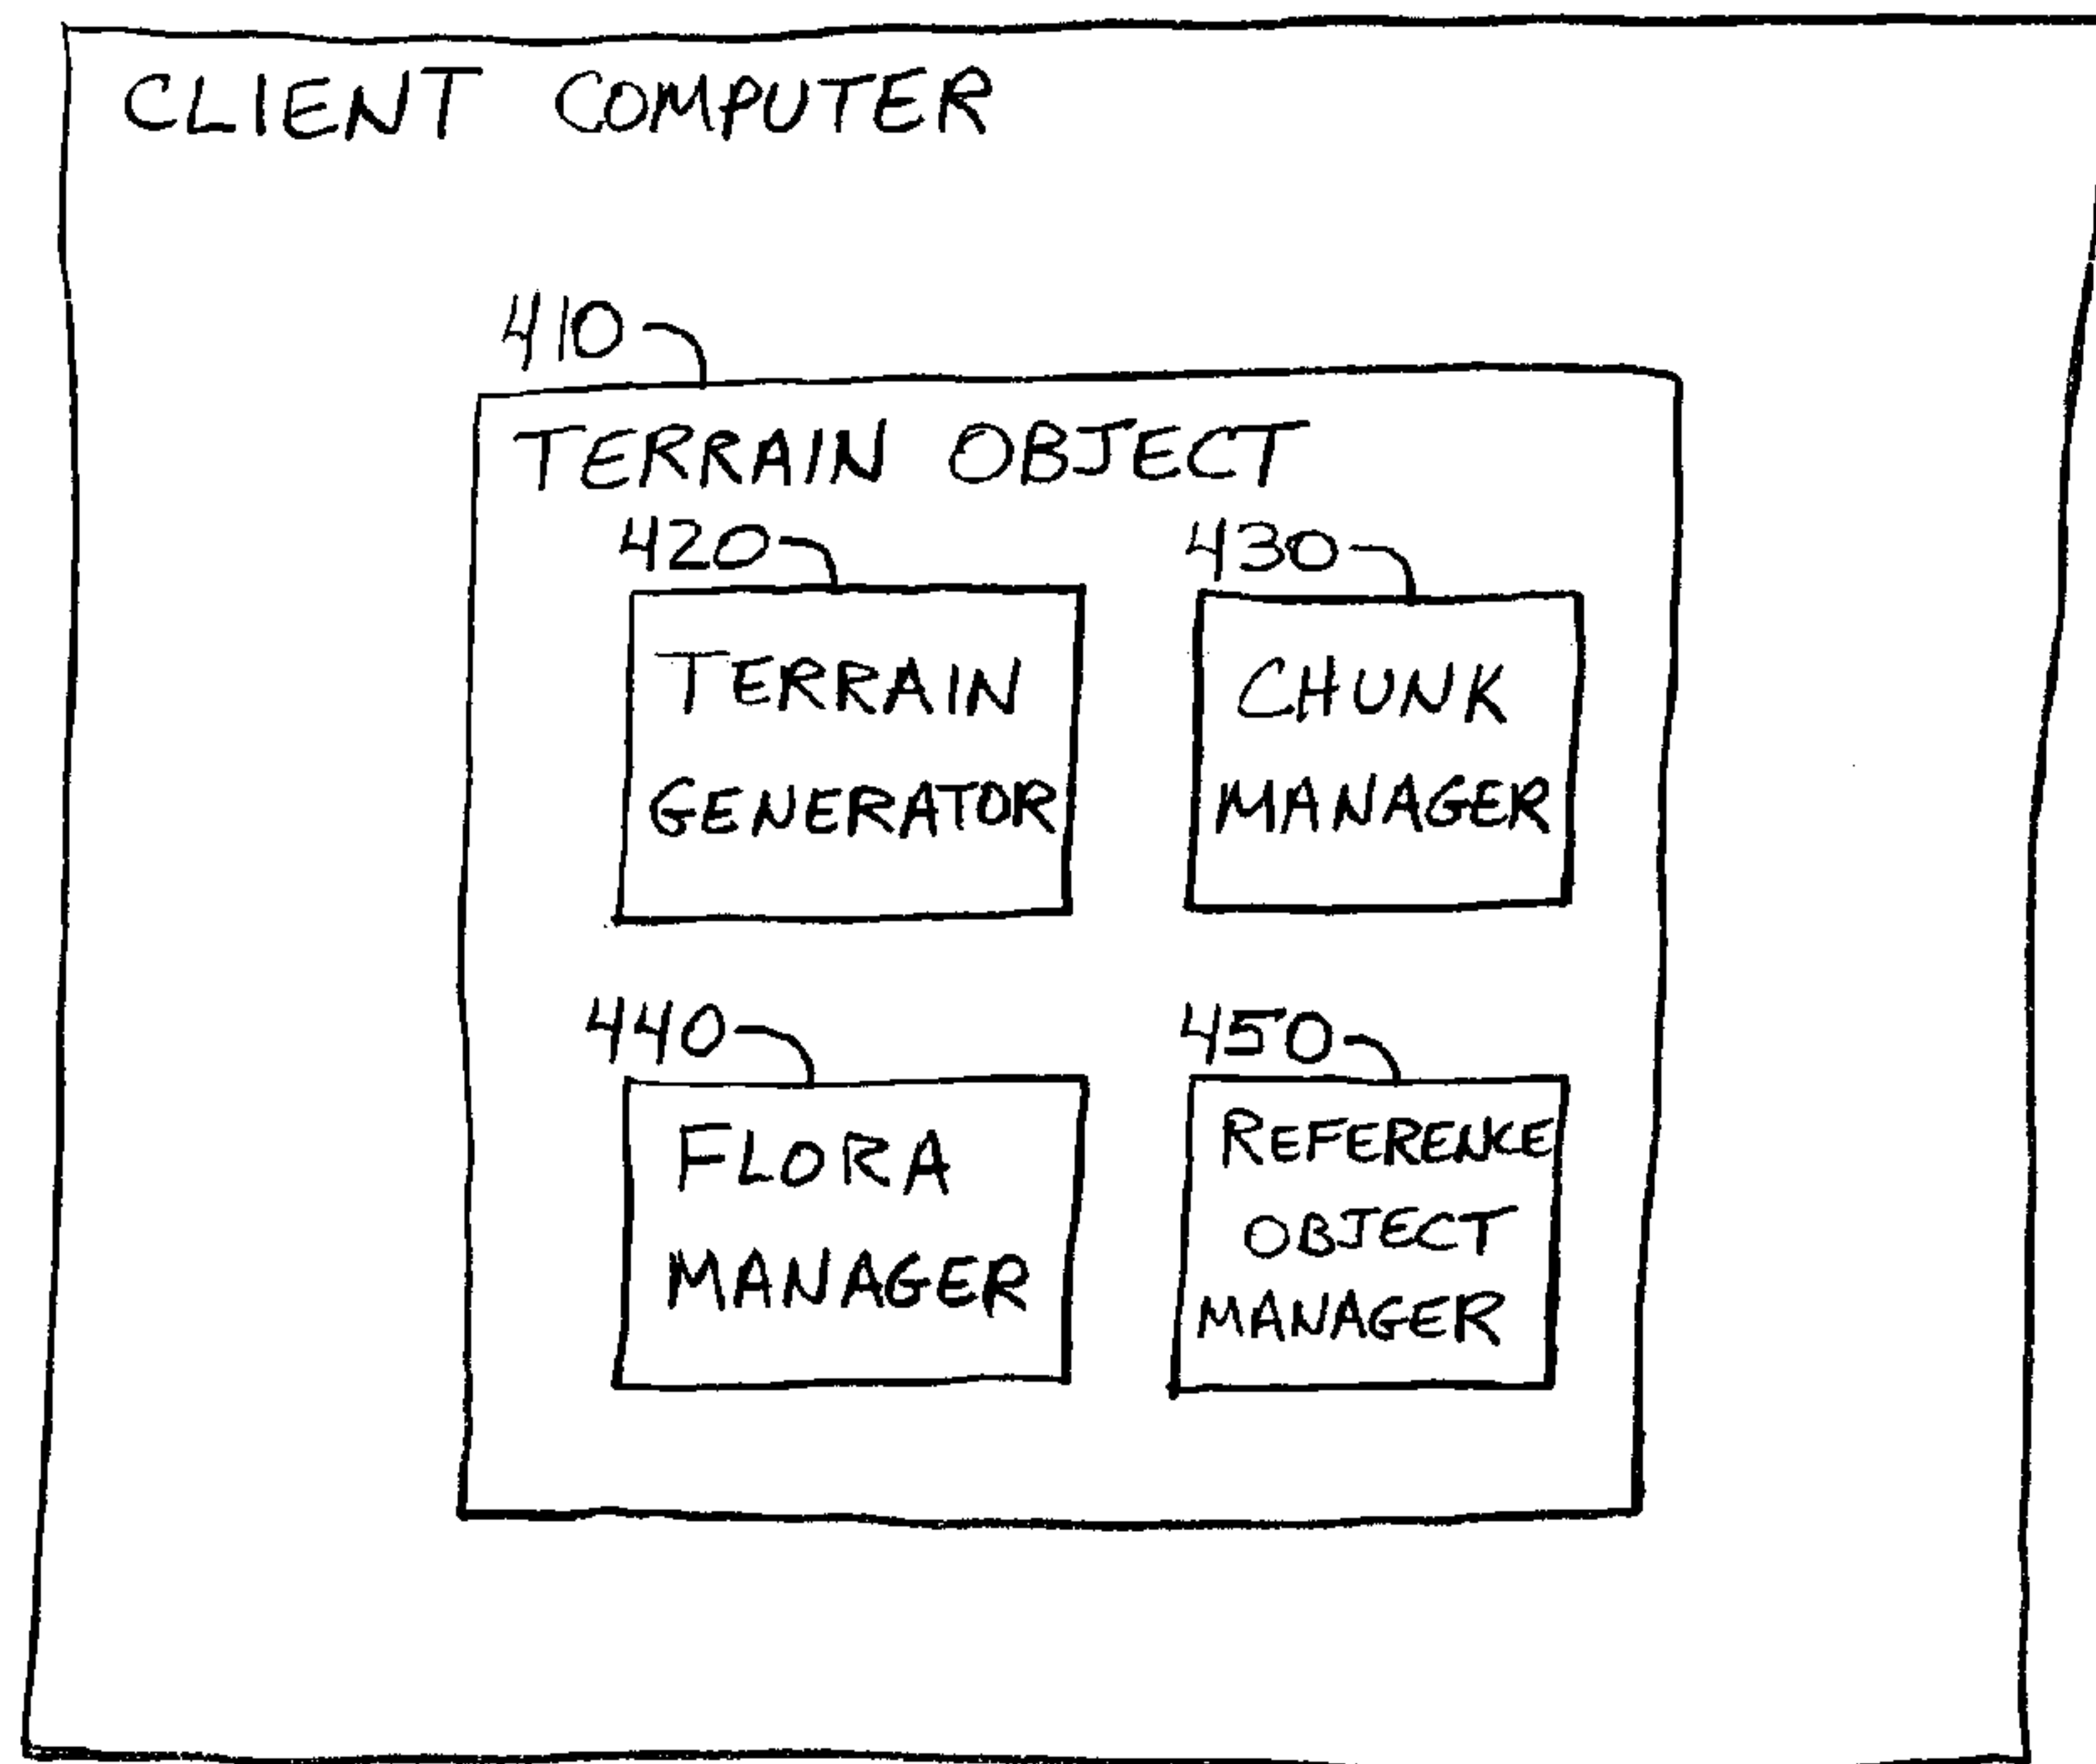 CLIENT COMPUTER
410
TERRAIN OBJECT
420
430
TERRAIN
GENERATOR
CHUNK
MANAGER
440
450
FLORA
MANAGER
REFERENCE
OBJECT
MANAGER